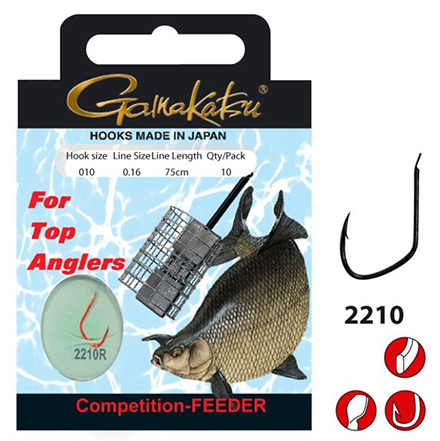 Gamakatsu
HOOKS MADE IN JAPAN
Hook size Line Size Line Length Qty/Pack
010 0.16 75cm 10
For
Top
Anglers
2210R
2210
Competition-FEEDER